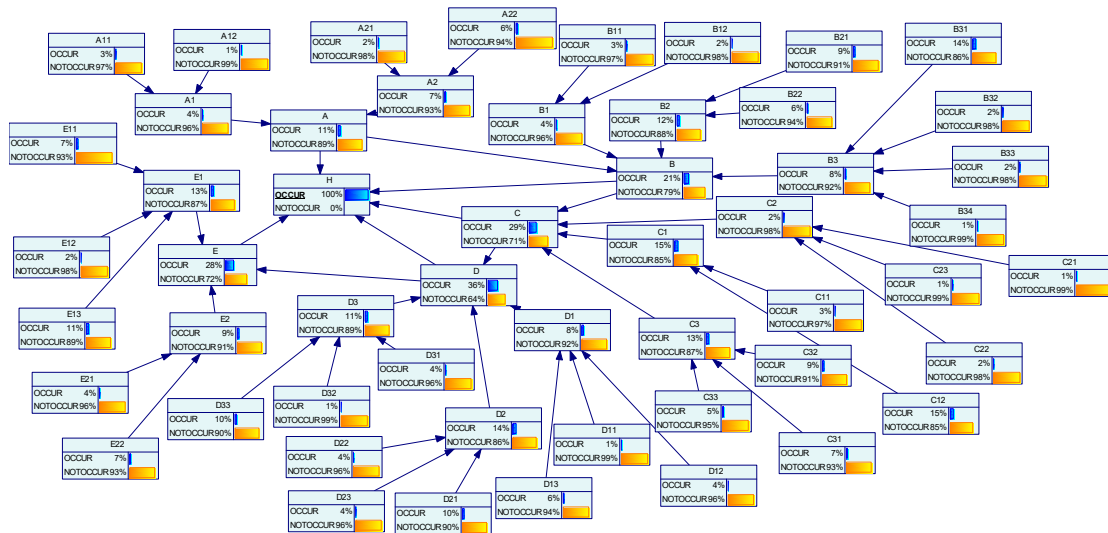 A11
OCCUR 3%
NOTOCCUR 97%
A12
OCCUR 1%
NOTOCCUR 99%
A21
OCCUR 2%
NOTOCCUR 98%
A22
OCCUR 6%
NOTOCCUR 94%
B11
OCCUR 3%
NOTOCCUR 97%
B12
OCCUR 2%
NOTOCCUR 98%
B21
OCCUR 9%
NOTOCCUR 91%
B31
OCCUR 14%
NOTOCCUR 86%
A1
OCCUR 4%
NOTOCCUR 96%
A2
OCCUR 7%
NOTOCCUR 93%
B1
OCCUR 4%
NOTOCCUR 96%
B2
OCCUR 12%
NOTOCCUR 88%
B22
OCCUR 6%
NOTOCCUR 94%
B32
OCCUR 2%
NOTOCCUR 98%
E11
OCCUR 7%
NOTOCCUR 93%
A
OCCUR 11%
NOTOCCUR 89%
B
OCCUR 21%
NOTOCCUR 79%
B3
OCCUR 8%
NOTOCCUR 92%
B33
OCCUR 2%
NOTOCCUR 98%
E1
OCCUR 13%
NOTOCCUR 87%
H
OCCUR 100%
NOTOCCUR 0%
C
OCCUR 29%
NOTOCCUR 71%
C2
OCCUR 2%
NOTOCCUR 98%
B34
OCCUR 1%
NOTOCCUR 99%
E12
OCCUR 2%
NOTOCCUR 98%
E
OCCUR 28%
NOTOCCUR 72%
C1
OCCUR 15%
NOTOCCUR 85%
D
OCCUR 36%
NOTOCCUR 64%
C23
OCCUR 1%
NOTOCCUR 99%
C21
OCCUR 1%
NOTOCCUR 99%
E13
OCCUR 11%
NOTOCCUR 89%
E2
OCCUR 9%
NOTOCCUR 91%
D3
OCCUR 11%
NOTOCCUR 89%
D1
OCCUR 8%
NOTOCCUR 92%
C3
OCCUR 13%
NOTOCCUR 87%
C11
OCCUR 3%
NOTOCCUR 97%
D31
OCCUR 4%
NOTOCCUR 96%
C32
OCCUR 9%
NOTOCCUR 91%
C22
OCCUR 2%
NOTOCCUR 98%
E21
OCCUR 4%
NOTOCCUR 96%
D33
OCCUR 10%
NOTOCCUR 90%
D32
OCCUR 1%
NOTOCCUR 99%
C33
OCCUR 5%
NOTOCCUR 95%
C12
OCCUR 15%
NOTOCCUR 85%
D2
OCCUR 14%
NOTOCCUR 86%
E22
OCCUR 7%
NOTOCCUR 93%
D22
OCCUR 4%
NOTOCCUR 96%
D11
OCCUR 1%
NOTOCCUR 99%
C31
OCCUR 7%
NOTOCCUR 93%
D23
OCCUR 4%
NOTOCCUR 96%
D21
OCCUR 10%
NOTOCCUR 90%
D13
OCCUR 6%
NOTOCCUR 94%
D12
OCCUR 4%
NOTOCCUR 96%